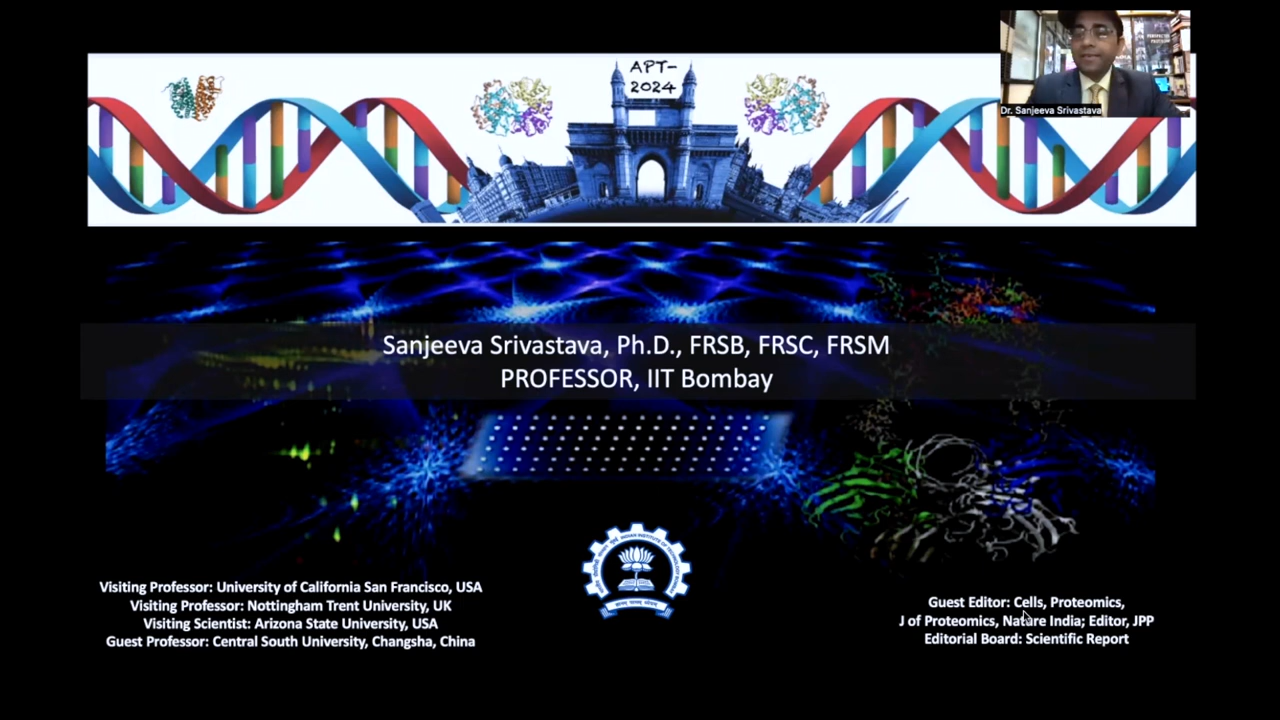 APT-
2024
Dr. Sanjeeva Srivastava
Sanjeeva Srivastava, Ph.D., FRSB, FRSC, FRSM
PROFESSOR, IIT Bombay
Visiting Professor: University of California San Francisco, USA
Visiting Professor: Nottingham Trent University, UK
Visiting Scientist: Arizona State University, USA
Guest Professor: Central South University, Changsha, China
Guest Editor: Cells, Proteomics,
J of Proteomics, Nature India; Editor, JPP
Editorial Board: Scientific Report